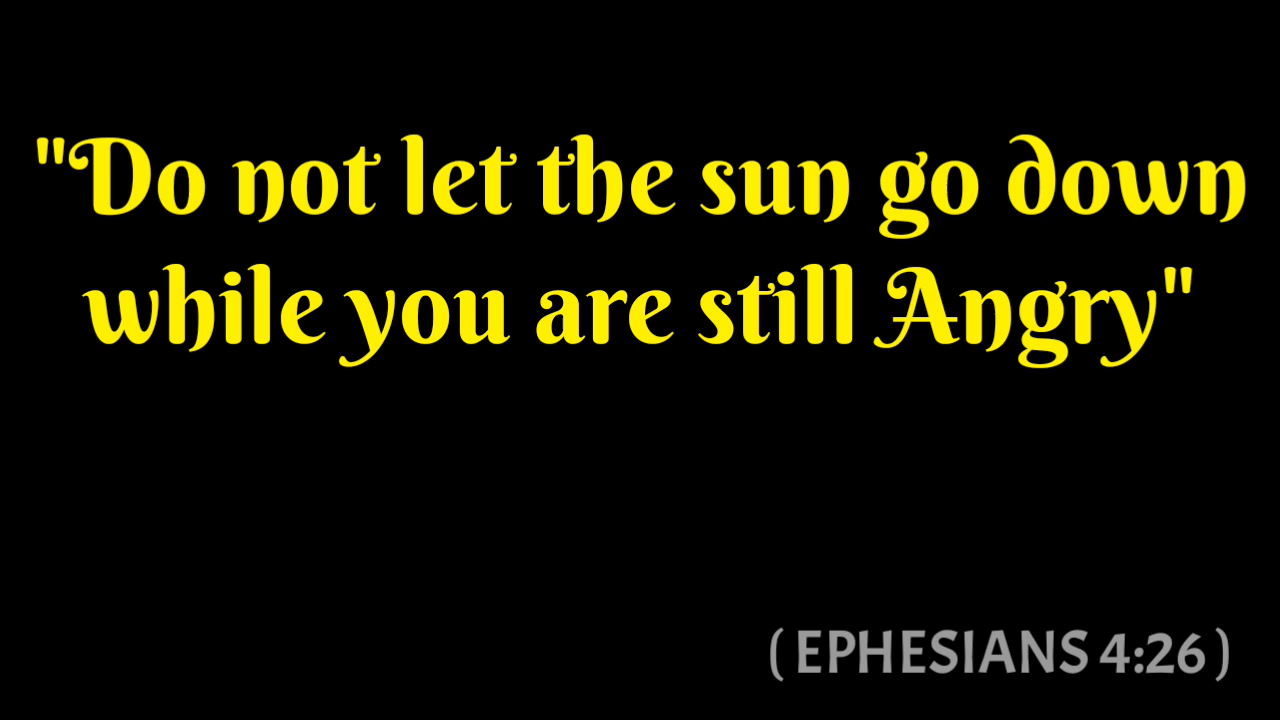 "Do not let the sun go down
while you are still Angry"
( EPHESIANS 4:26 )